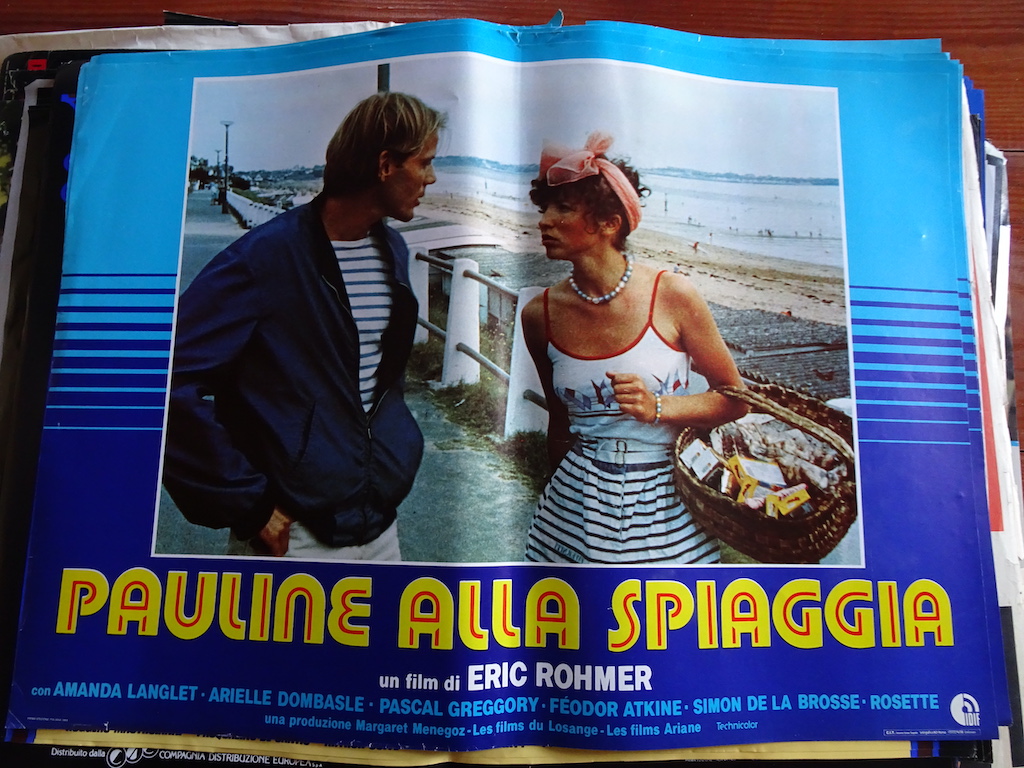 PAULINE ALLA SPIAGGIA
un film di ERIC ROHMER
con AMANDA LANGLET · ARIELLE DOMBASLE · PASCAL GREGGORY · FÉODOR ATKINE · SIMON DE LA BROSSE · ROSETTE
una produzione Margaret Menegoz - Les films du Losange - Les films Ariane Technicolor
IDIF
Distribuito dalla COMPAGNIA DISTRIBUZIONE EUROPEA